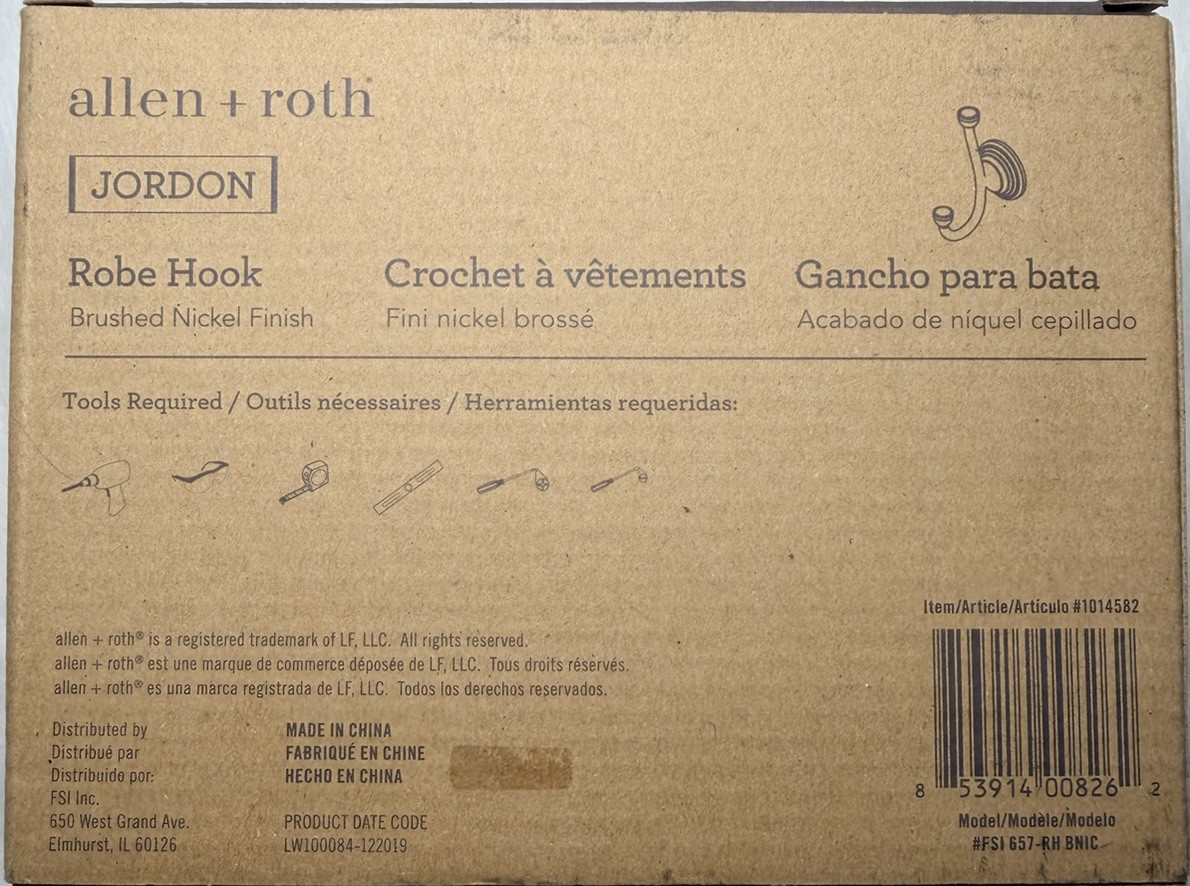 allen + roth®
JORDON
Robe Hook
Brushed Nickel Finish
Crochet à vêtements
Fini nickel brossé
Gancho para bata
Acabado de níquel cepillado
Tools Required / Outils nécessaires / Herramientas requeridas:
allen + roth® is a registered trademark of LF, LLC. All rights reserved.
allen + roth® est une marque de commerce déposée de LF, LLC. Tous droits réservés.
allen + roth® es una marca registrada de LF, LLC. Todos los derechos reservados.
Distributed by
Distribué par
Distribuido por:
FSI Inc.
650 West Grand Ave.
Elmhurst, IL 60126
MADE IN CHINA
FABRIQUÉ EN CHINE
HECHO EN CHINA
PRODUCT DATE CODE
LW100084-122019
Item/Article/Artículo #1014582
8 53914 00826 2
Model/Modèle/Modelo
#FSI 657-RH BNIC